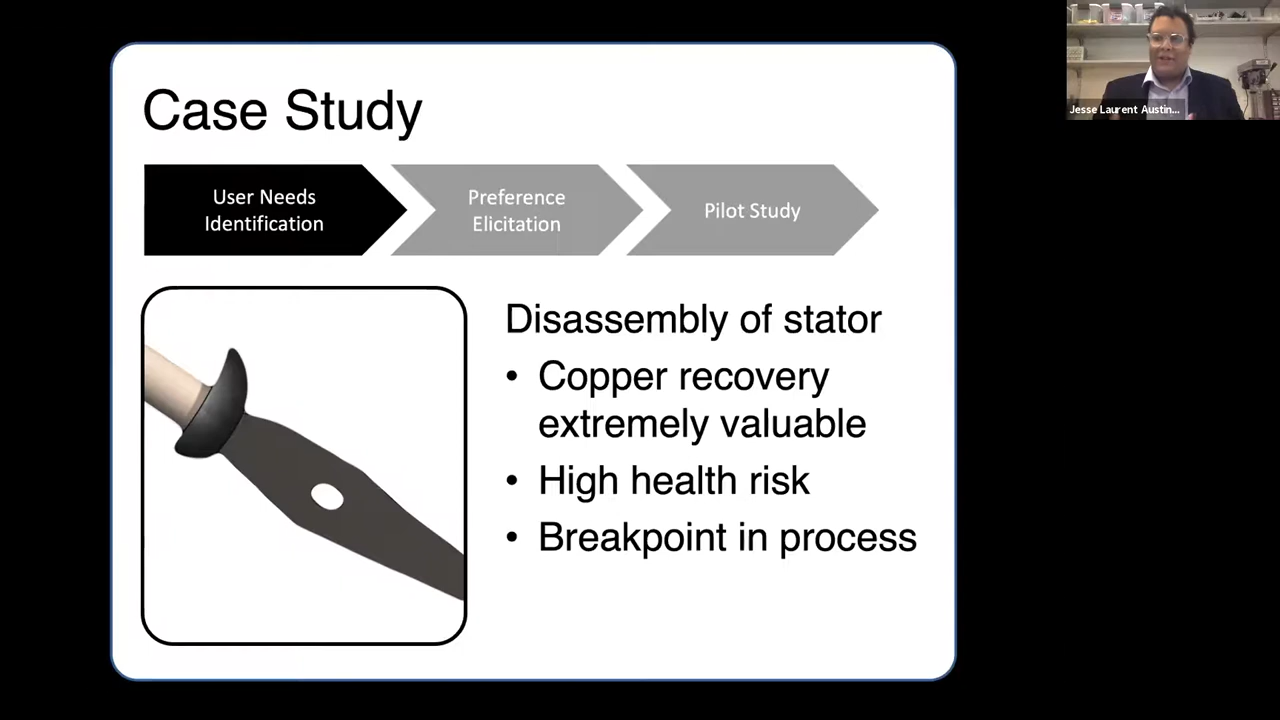 Case Study
User Needs
Identification
Preference
Elicitation
Pilot Study
Disassembly of stator
• Copper recovery
extremely valuable
• High health risk
• Breakpoint in process
Jesse Laurent Austin...